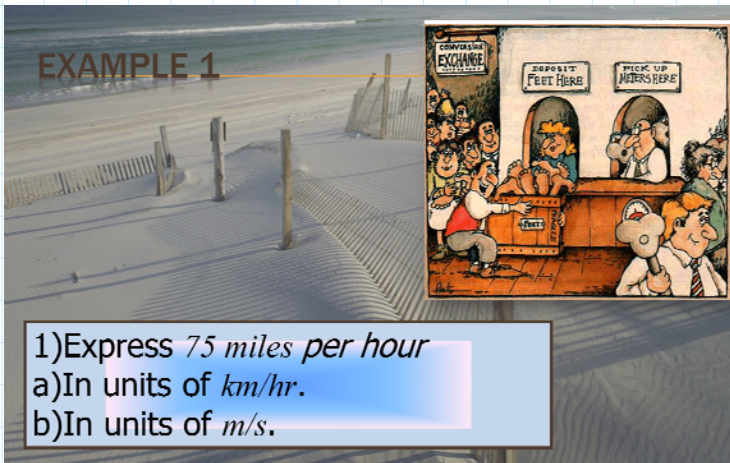 EXAMPLE 1
CONVERSION
EXCHANGE
DEPOSIT
FEET HERE
PICK UP
METERS HERE
FEET
1)Express 75 miles per hour
a)In units of km/hr.
b)In units of m/s.